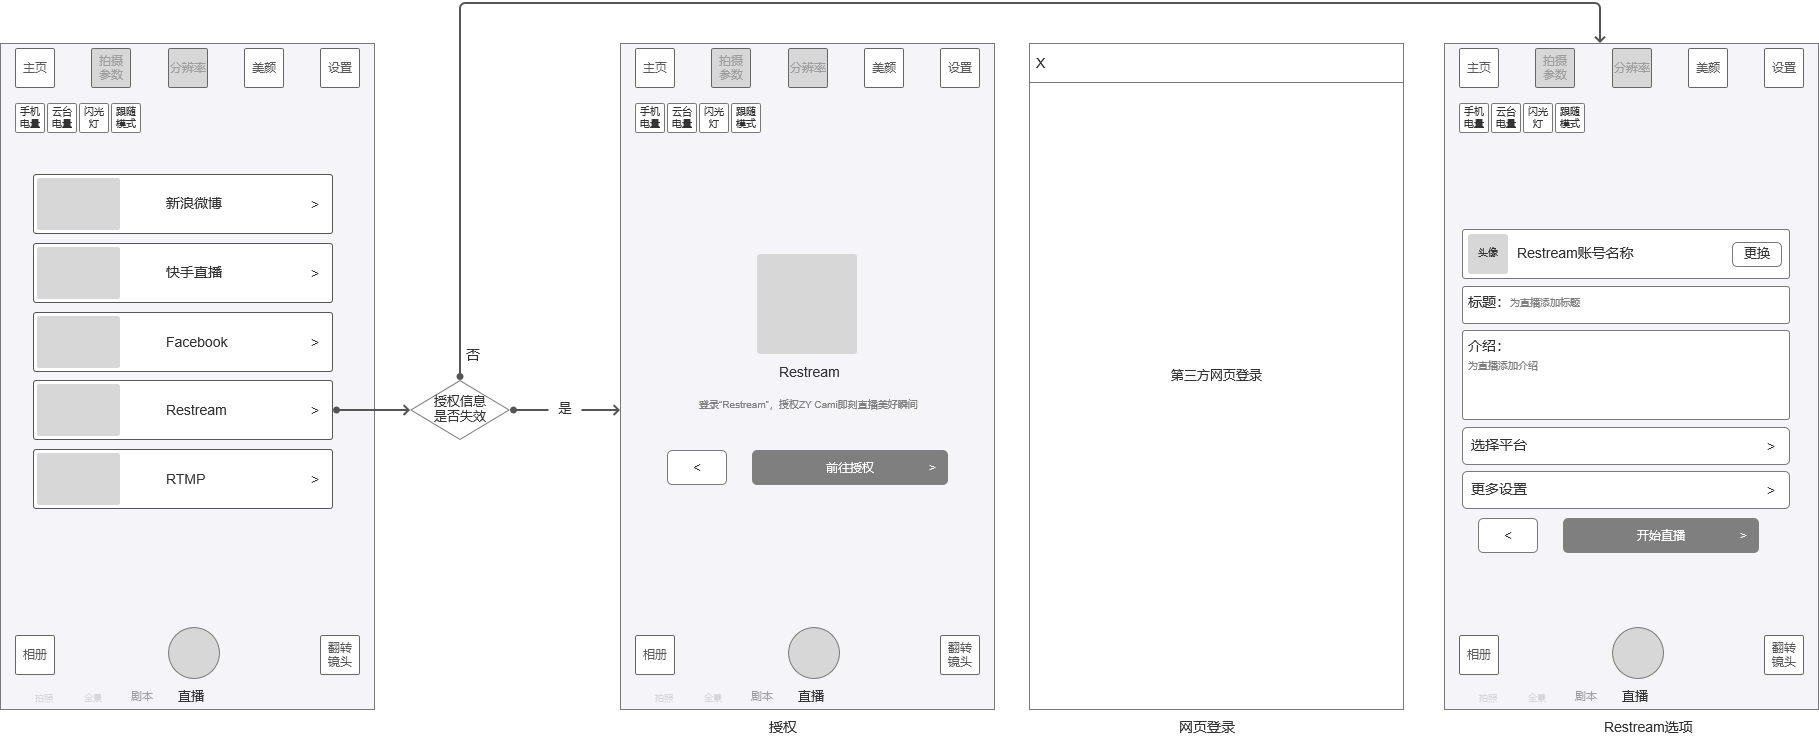 主页
拍摄
参数
分辨率
美颜
设置
手机
电量
云台
电量
闪光
灯
跟随
模式
新浪微博 >
快手直播 >
Facebook >
Restream >
RTMP >
相册
翻转
镜头
拍照
全景
剧本
直播
否
授权信息
是否失效
是
主页
拍摄
参数
分辨率
美颜
设置
手机
电量
云台
电量
闪光
灯
跟随
模式
Restream
登录“Restream”，授权ZY Cami即刻直播美好瞬间
<
前往授权 >
相册
翻转
镜头
拍照
全景
剧本
直播
授权
X
第三方网页登录
网页登录
主页
拍摄
参数
分辨率
美颜
设置
手机
电量
云台
电量
闪光
灯
跟随
模式
头像
Restream账号名称
更换
标题： 为直播添加标题
介绍：
为直播添加介绍
选择平台 >
更多设置 >
<
开始直播 >
相册
翻转
镜头
拍照
全景
剧本
直播
Restream选项